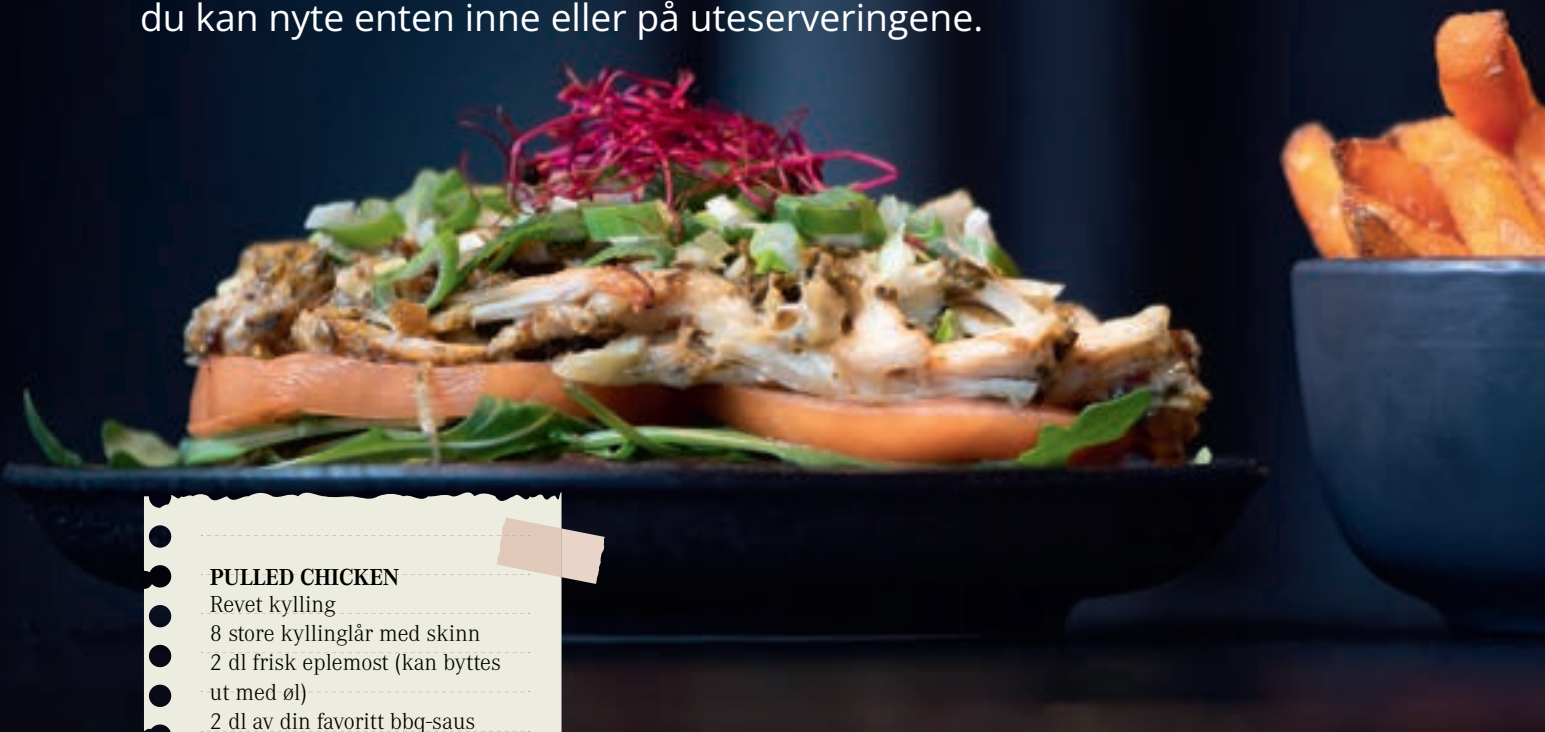 du kan nyte enten inne eller på uteserveringene.
PULLED CHICKEN
Revet kylling
8 store kyllinglår med skinn
2 dl frisk eplemost (kan byttes
ut med øl)
2 dl av din favoritt bbq-saus